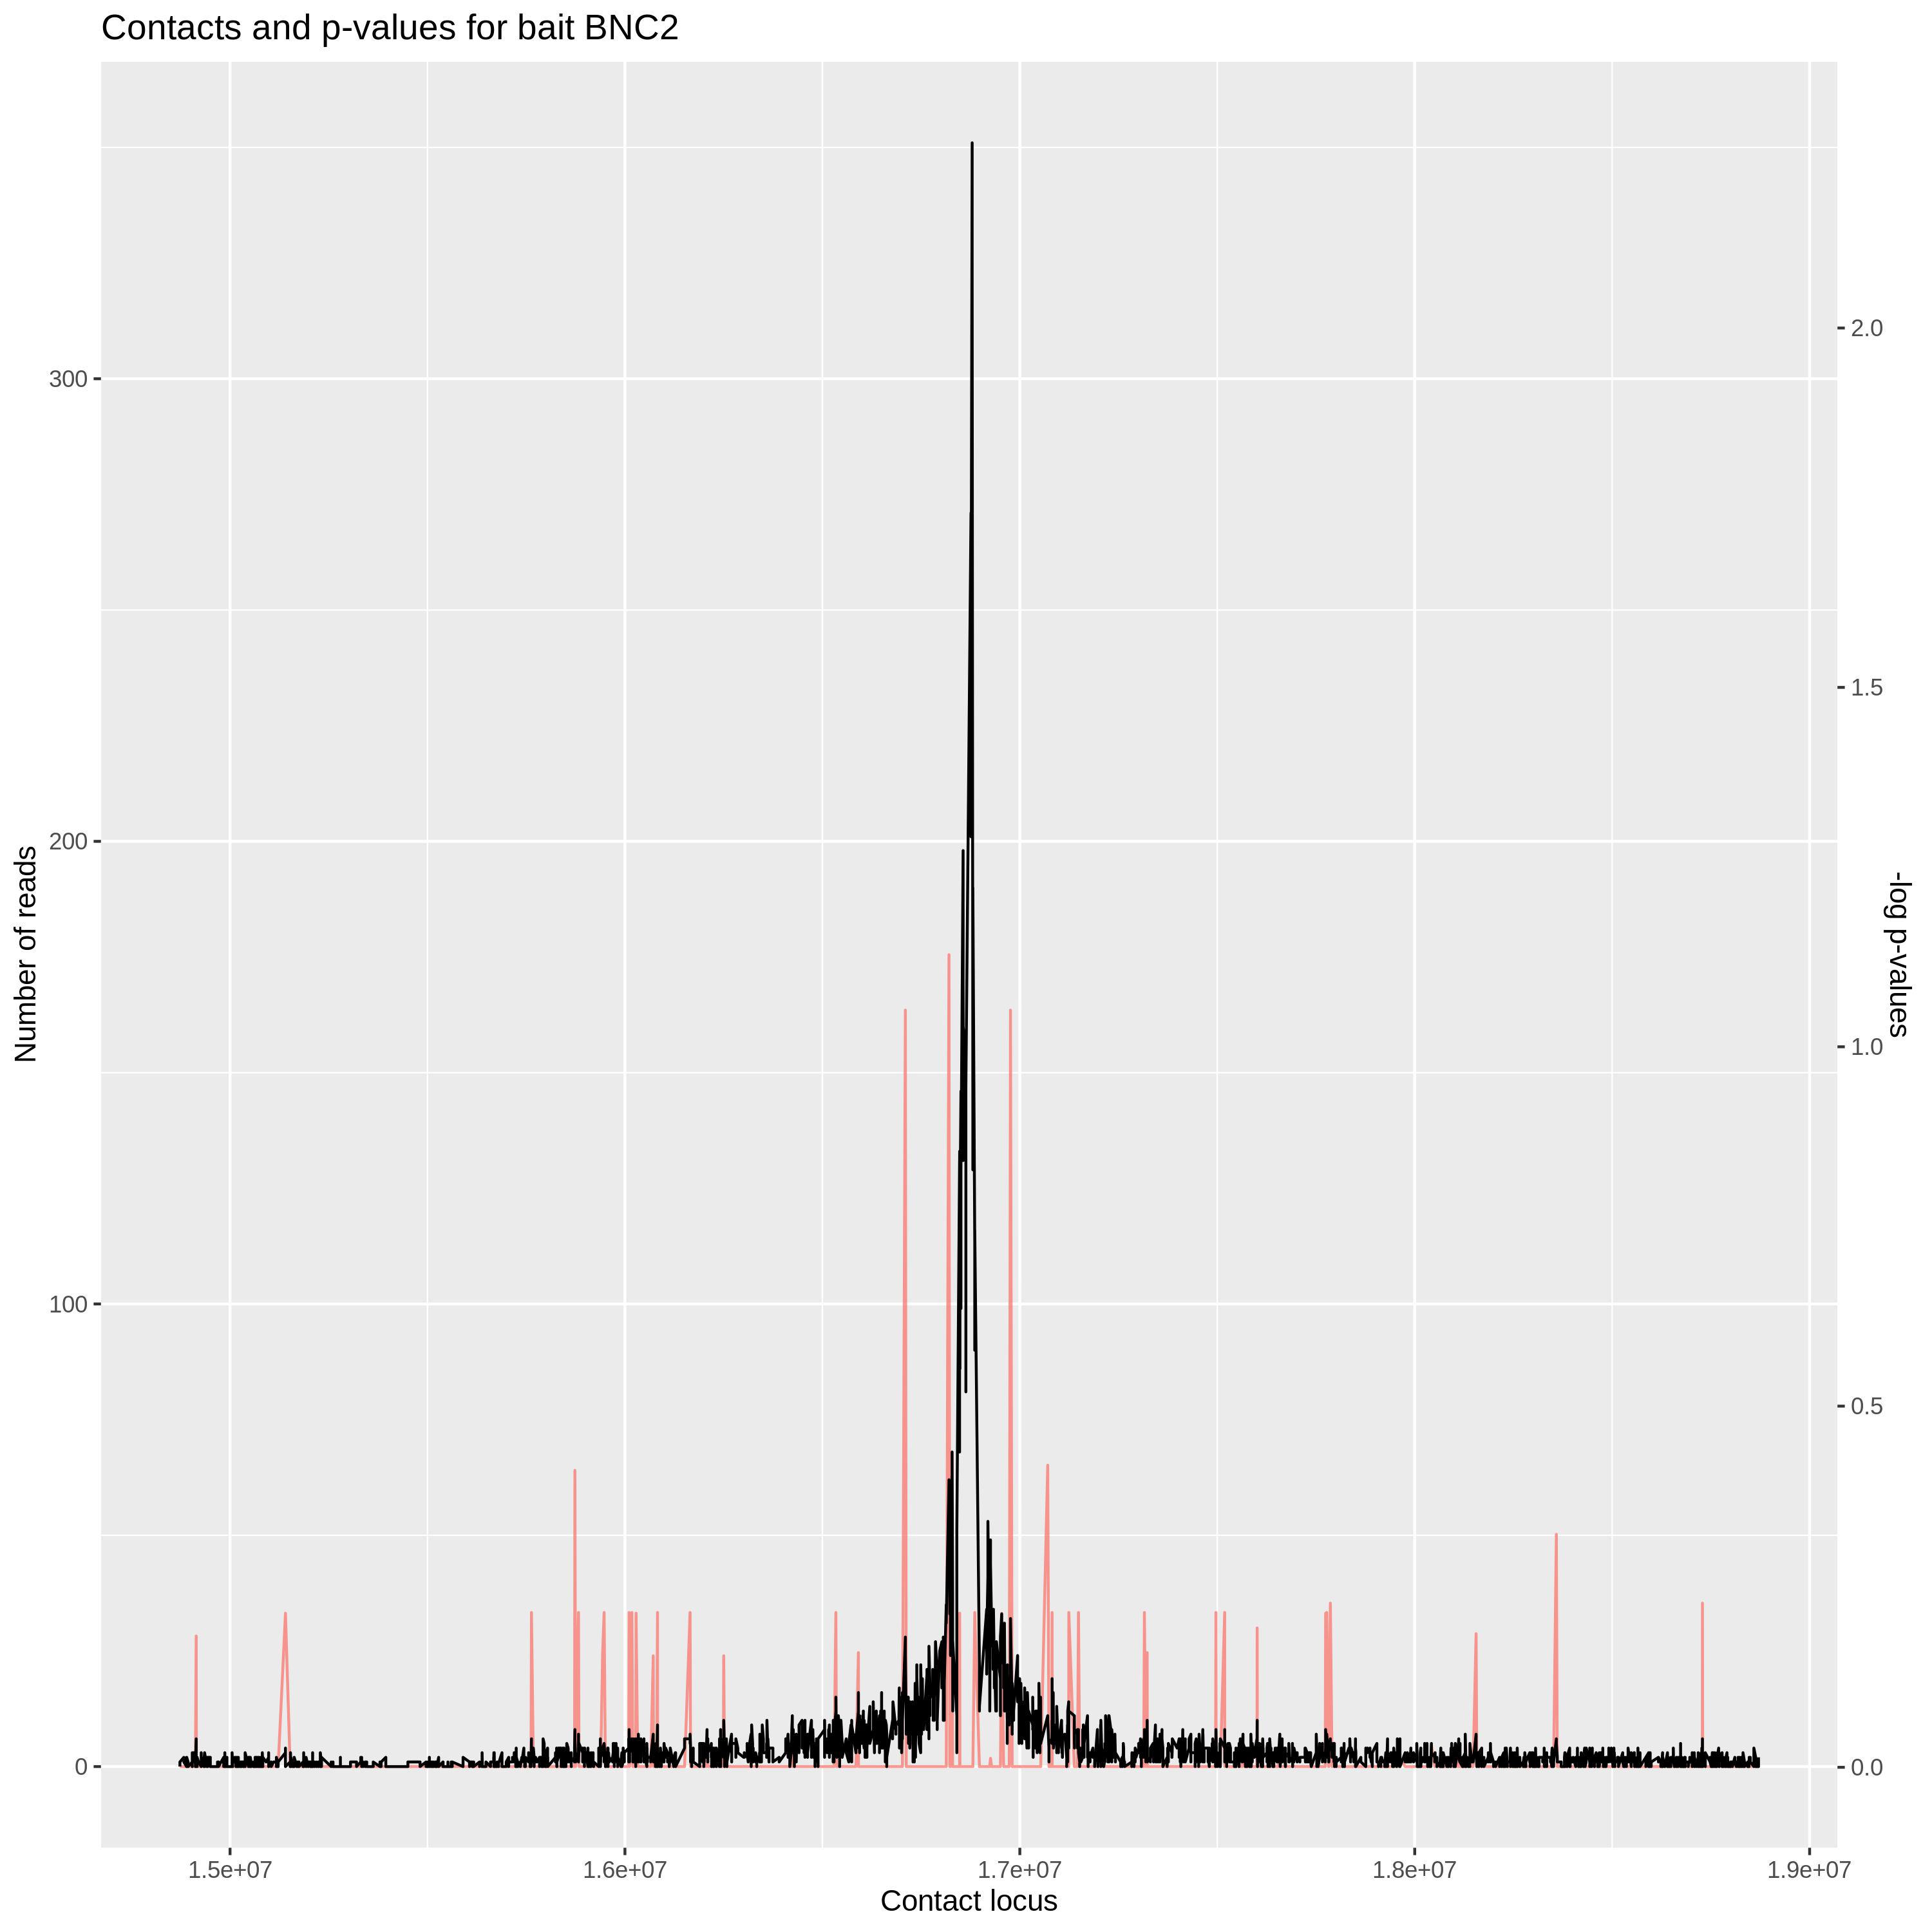 Contacts and p-values for bait BNC2
300
200
100
0
Number of reads
2.0
1.5
1.0
0.5
0.0
-log p-values
1.5e+07
1.6e+07
1.7e+07
1.8e+07
1.9e+07
Contact locus